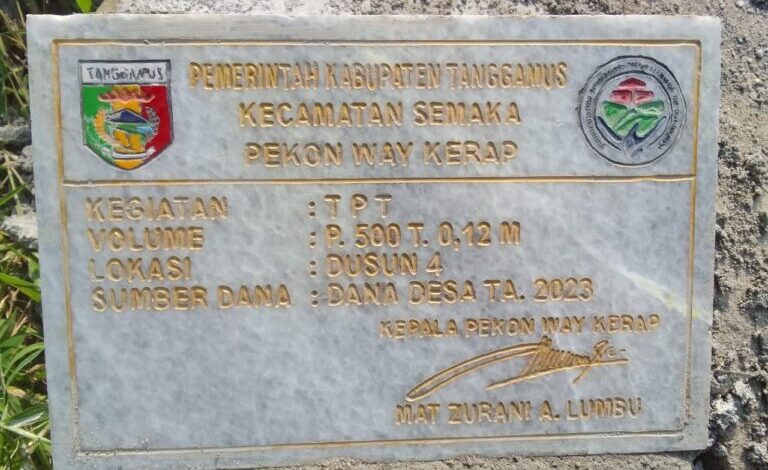 TANGGAMUS
PEMERINTAH KABUPATEN TANGGAMUS
KECAMATAN SEMAKA
PEKON WAY KERAP
KEGIATAN : TPT
VOLUME : P. 500 T. 0,12 M
LOKASI : DUSUN 4
SUMBER DANA : DANA DESA TA. 2023
KEPALA PEKON WAY KERAP
MAT ZURANI A. LUMBU